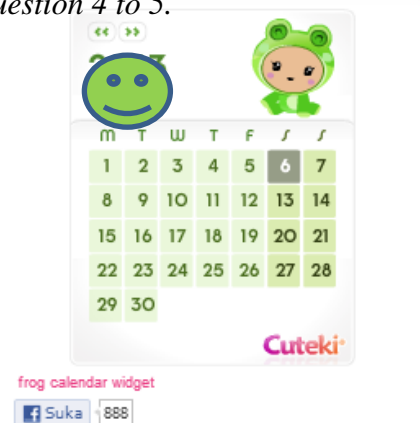 uestion 4 to 5.
M T W T F S S
1 2 3 4 5 6 7
8 9 10 11 12 13 14
15 16 17 18 19 20 21
22 23 24 25 26 27 28
29 30
Cuteki
frog calendar widget
Suka 888